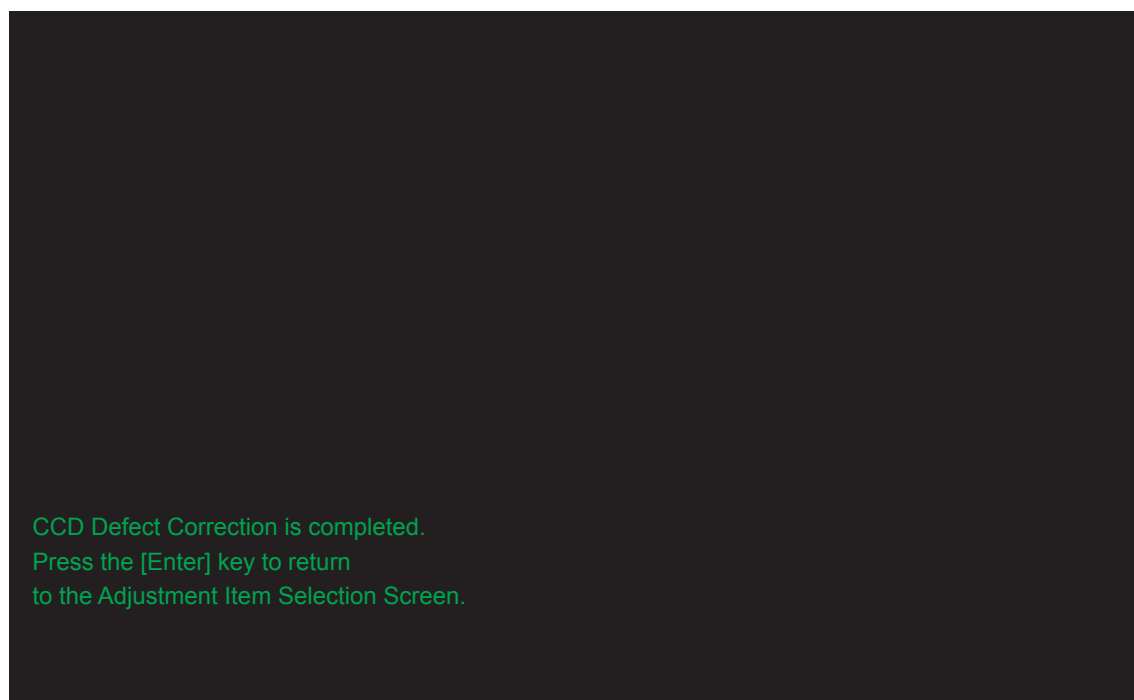 CCD Defect Correction is completed.
Press the [Enter] key to return
to the Adjustment Item Selection Screen.